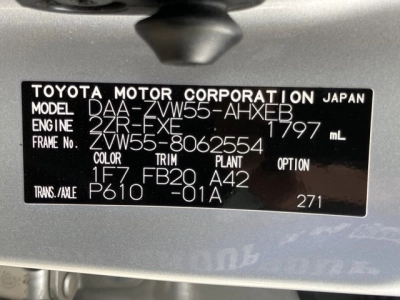 TOYOTA MOTOR CORPORATION JAPAN
MODEL DAA-ZVW55-AHXEB
ENGINE 2ZR-FXE 1797 mL
FRAME No. ZVW55-8062554
COLOR TRIM PLANT OPTION
1F7 FB20 A42
TRANS./AXLE P610 -01A 271